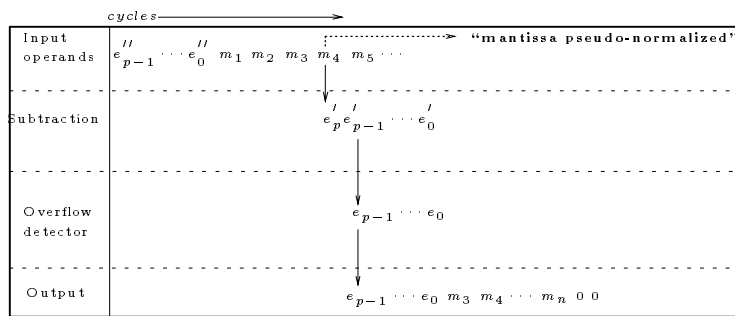 cycles
Input operands e''p−1 ··· e''0 m1 m2 m3 m4 m5 ··· "mantissa pseudo-normalized"
Subtraction e'p e'p−1 ··· e'0
Overflow detector ep−1 ··· e0
Output ep−1 ··· e0 m3 m4 ··· mn 0 0